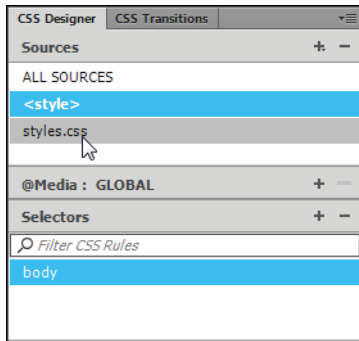 CSS Designer CSS Transitions
Sources
ALL SOURCES
<style>
styles.css
@Media : GLOBAL
Selectors
Filter CSS Rules
body